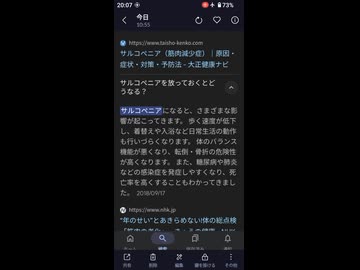 20:07
73%
今日
10:55
https://www.taisho-kenko.com
サルコペニア（筋肉減少症）｜原因・
症状・対策・予防法 - 大正健康ナビ
サルコペニアを放っておくとど
うなる？
サルコペニアになると、さまざまな影
響が起こってきます。 歩く速度が低下
し、着替えや入浴など日常生活の動作
も行いづらくなります。 体のバランス
機能が悪くなり、転倒・骨折の危険性
が高くなります。 また、糖尿病や肺炎
などの感染症を発症しやすくなり、死
亡率を高くすることもわかってきまし
た。 2018/09/17
https://www.nhk.jp
“年のせい”とあきらめない!体の総点検
検索
共有
削除
編集
鍵を掛ける
その他